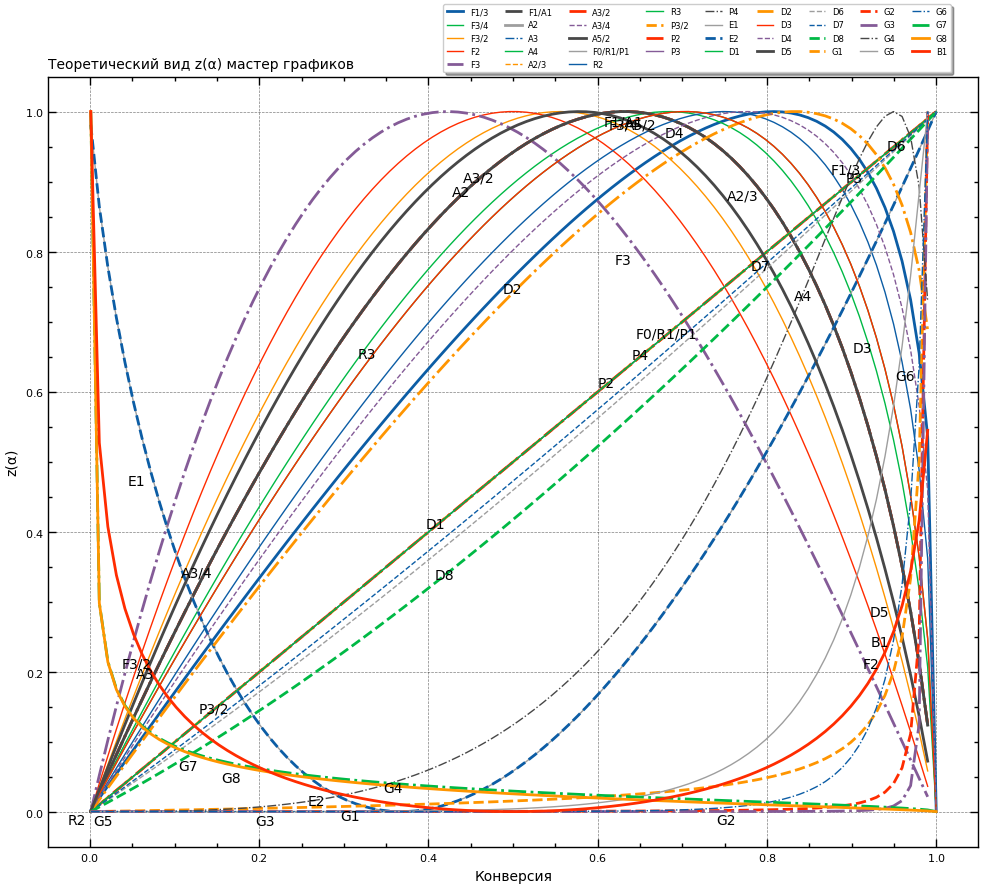 F1/3 F1/A1 A3/2 R3 P4 D2 D6 G2 G6
F3/4 A2 A3/4 P3/2 E1 D3 D7 G3 G7
F3/2 A3 A5/2 P2 E2 D4 D8 G4 G8
F2 A4 F0/R1/P1 P3 D1 D5 G1 G5 B1
F3 A2/3 R2
Теоретический вид z(α) мастер графиков
1.0
D4
D6
F1/3
A3/2
A2
A2/3
0.8
F3
D7
D2
A4
F0/R1/P1
R3
P4
D3
0.6
P2
G6
E1
0.4
D1
A3/4
D8
D5
B1
0.2
F3/2
A3
F2
P3/2
G7
G8
G4
E2
0.0
R2
G5
G3
G1
G2
0.0 0.2 0.4 0.6 0.8 1.0
z(α)
Конверсия